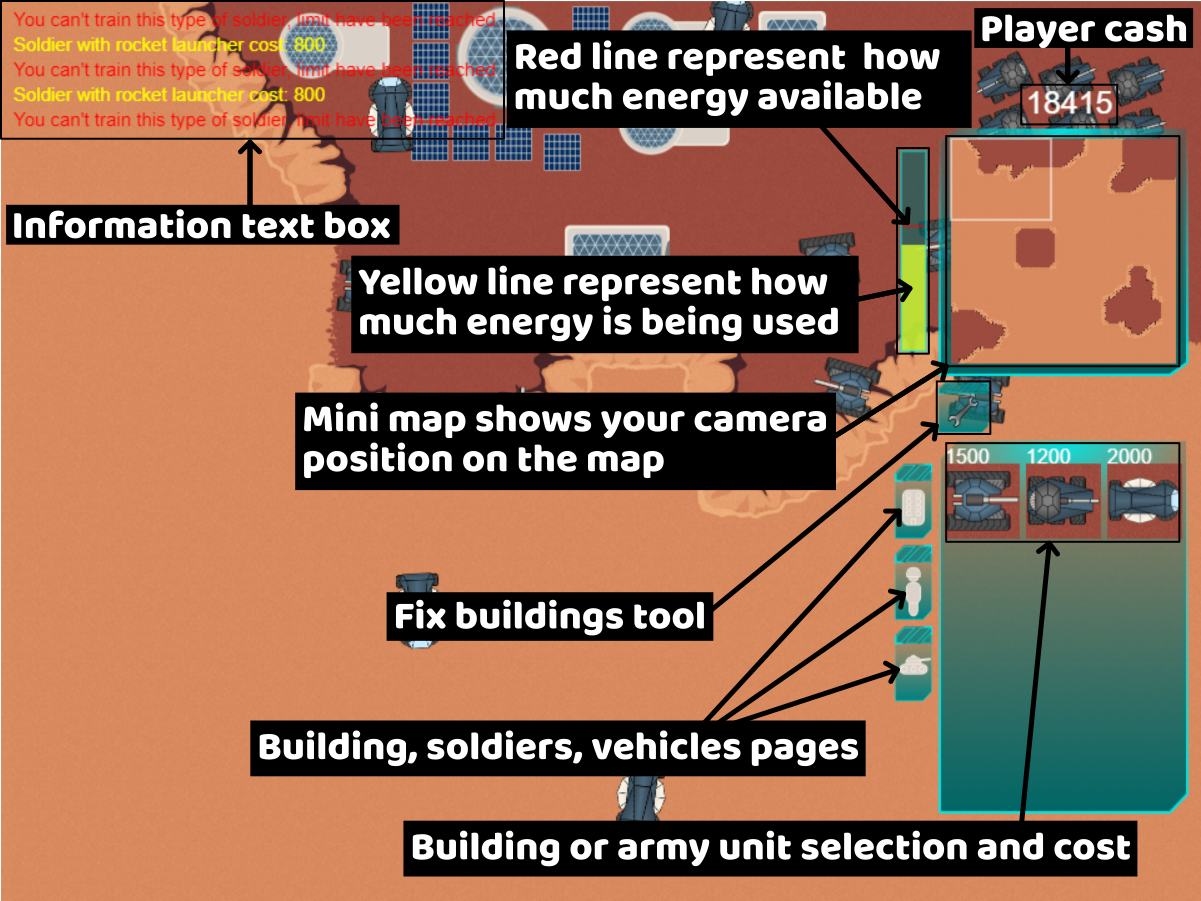 You can't train this type of soldier, limit have been reached
Soldier with rocket launcher cost: 800
You can't train this type of soldier, limit have been reached
Soldier with rocket launcher cost: 800
You can't train this type of soldier, limit have been reached
Player cash
18415
Red line represent how
much energy available
Information text box
Yellow line represent how
much energy is being used
Mini map shows your camera
position on the map
1500 1200 2000
Fix buildings tool
Building, soldiers, vehicles pages
Building or army unit selection and cost